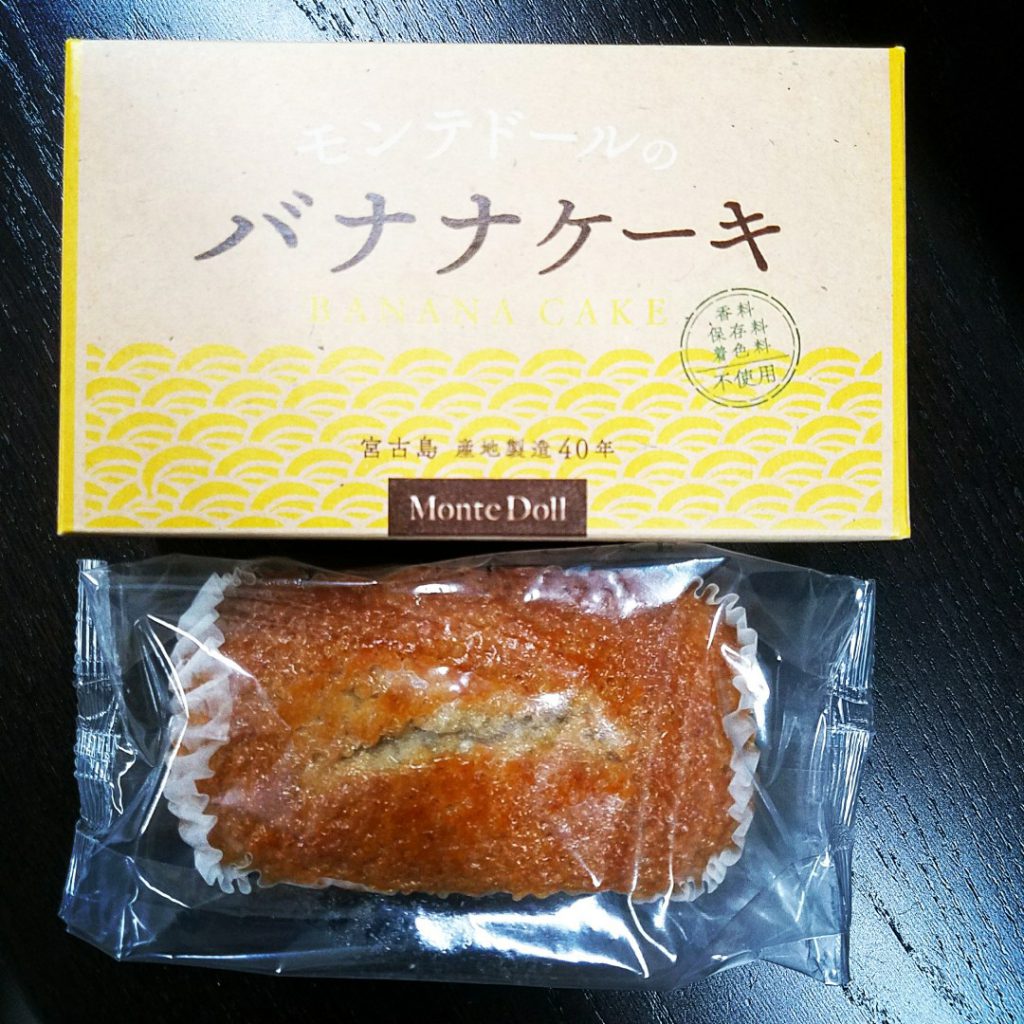 モンテドールの
バナナケーキ
BANANA CAKE
香料
保存料
着色料
不使用
宮古島 産地製造40年
Monte Doll